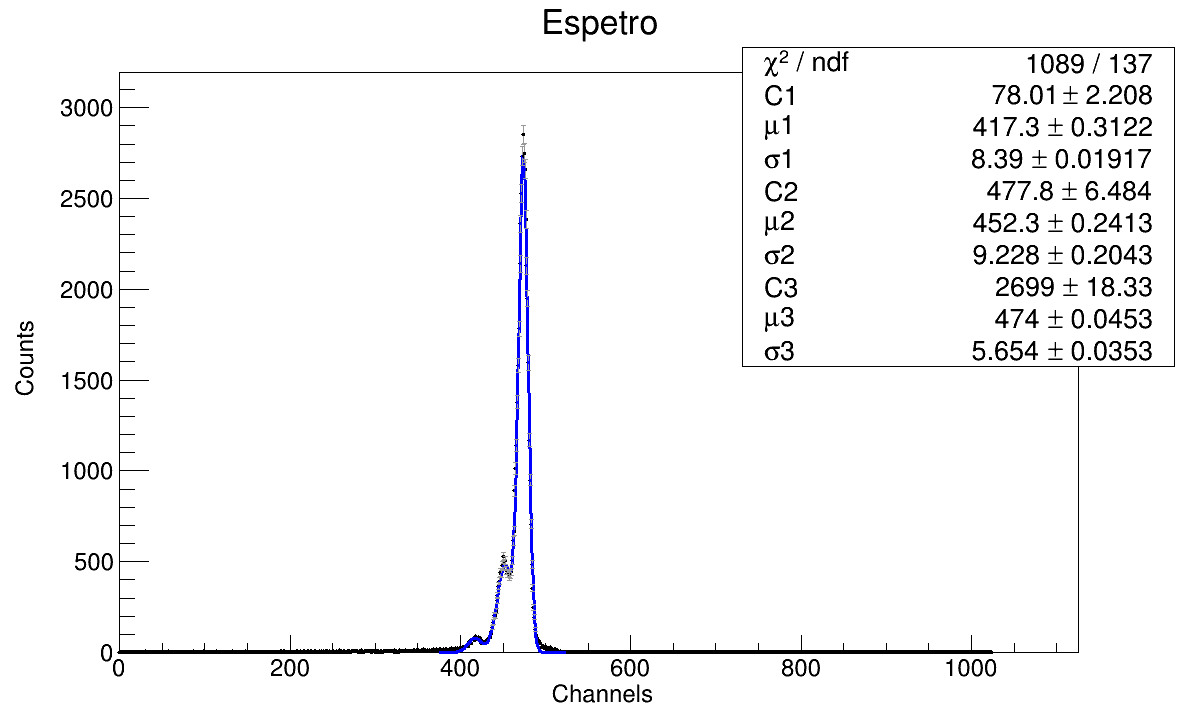 Espetro
χ² / ndf 1089 / 137
C1 78.01 ± 2.208
μ1 417.3 ± 0.3122
σ1 8.39 ± 0.01917
C2 477.8 ± 6.484
μ2 452.3 ± 0.2413
σ2 9.228 ± 0.2043
C3 2699 ± 18.33
μ3 474 ± 0.0453
σ3 5.654 ± 0.0353
3000
2500
2000
1500
1000
500
0
Counts
0 200 400 600 800 1000
Channels